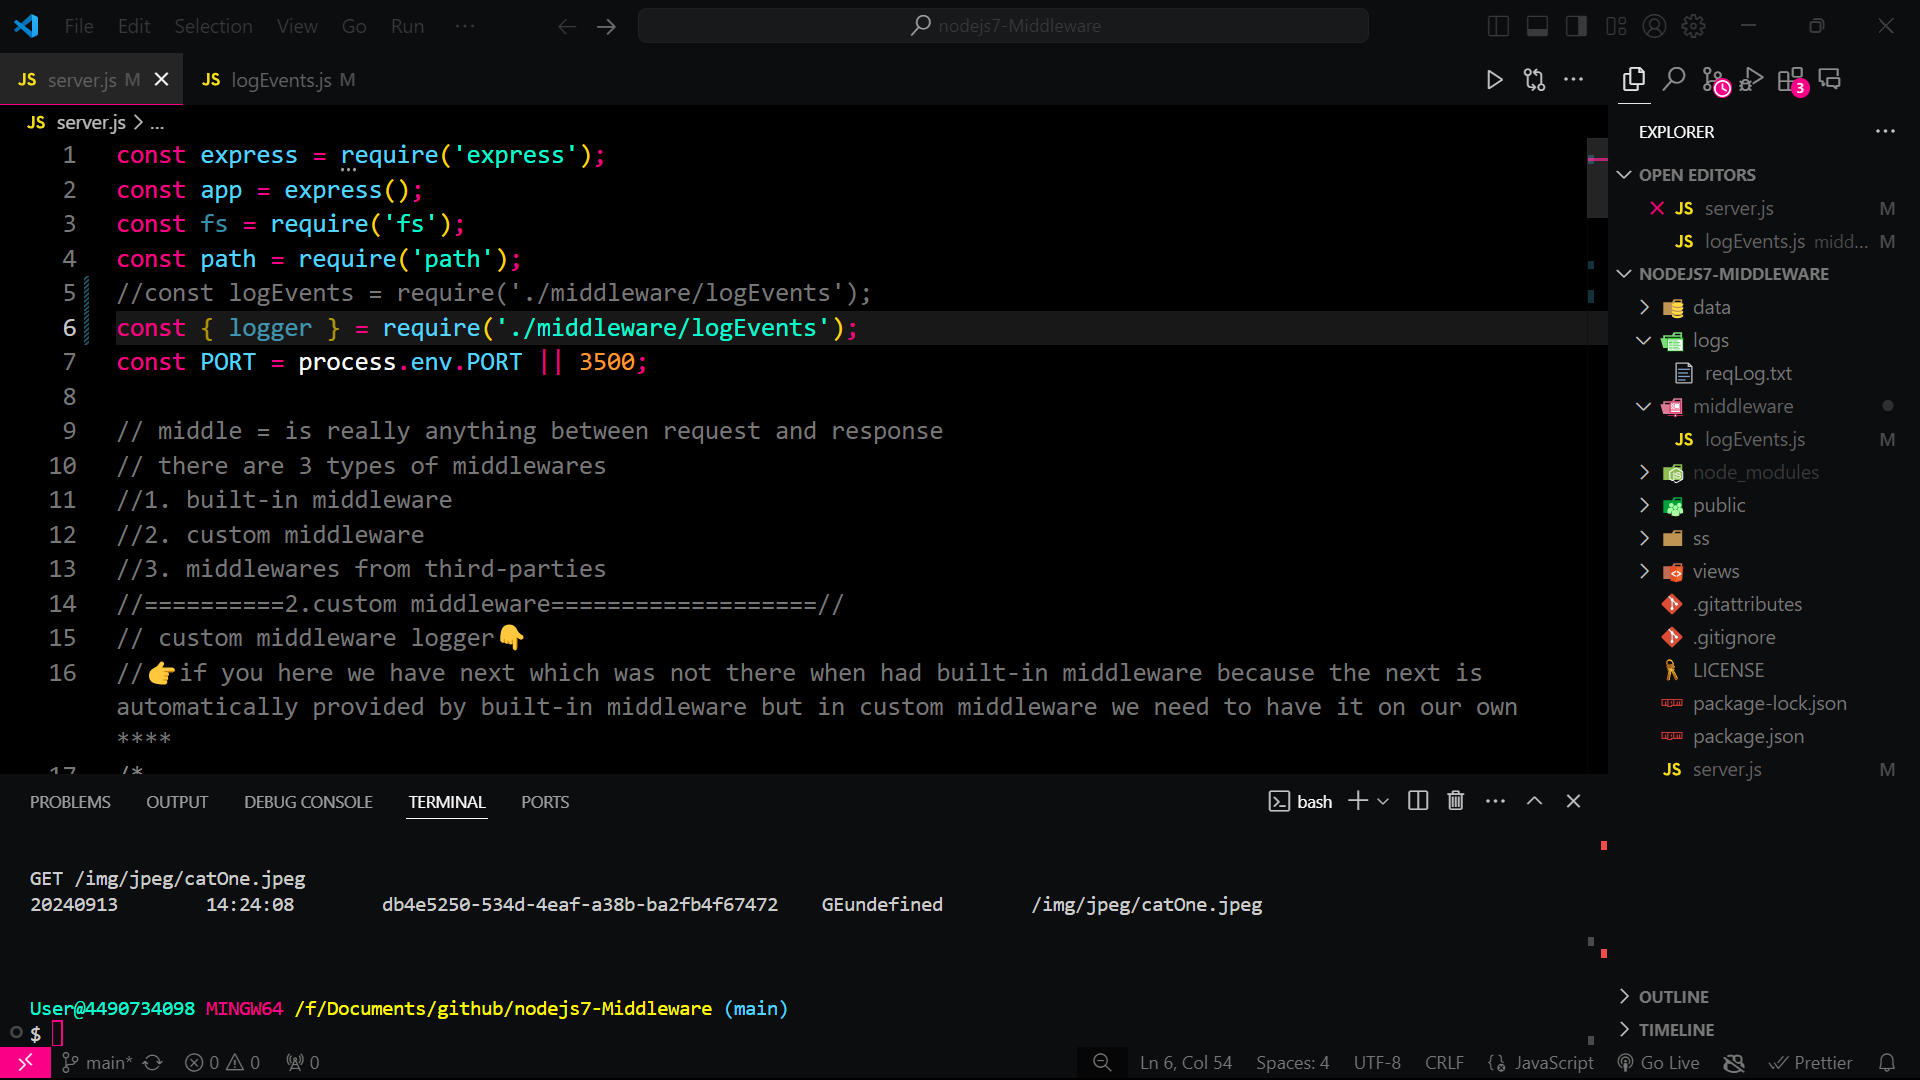 File Edit Selection View Go Run ··· nodejs7-Middleware
JS server.js M JS logEvents.js M
JS server.js > ...
1 const express = require('express');
2 const app = express();
3 const fs = require('fs');
4 const path = require('path');
5 //const logEvents = require('./middleware/logEvents');
6 const { logger } = require('./middleware/logEvents');
7 const PORT = process.env.PORT || 3500;
8
9 // middle = is really anything between request and response
10 // there are 3 types of middlewares
11 //1. built-in middleware
12 //2. custom middleware
13 //3. middlewares from third-parties
14 //==========2.custom middleware===================//
15 // custom middleware logger👇
16 //👉if you here we have next which was not there when had built-in middleware because the next is
automatically provided by built-in middleware but in custom middleware we need to have it on our own
****
17 /*
PROBLEMS OUTPUT DEBUG CONSOLE TERMINAL PORTS bash
GET /img/jpeg/catOne.jpeg
20240913 14:24:08 db4e5250-534d-4eaf-a38b-ba2fb4f67472 GEundefined /img/jpeg/catOne.jpeg
User@4490734098 MINGW64 /f/Documents/github/nodejs7-Middleware (main)
$
3
EXPLORER
OPEN EDITORS
JS server.js M
JS logEvents.js midd... M
NODEJS7-MIDDLEWARE
data
logs
reqLog.txt
middleware
JS logEvents.js M
node_modules
public
ss
views
.gitattributes
.gitignore
LICENSE
package-lock.json
package.json
JS server.js M
OUTLINE
TIMELINE
main* 0 0 0 Ln 6, Col 54 Spaces: 4 UTF-8 CRLF JavaScript Go Live Prettier